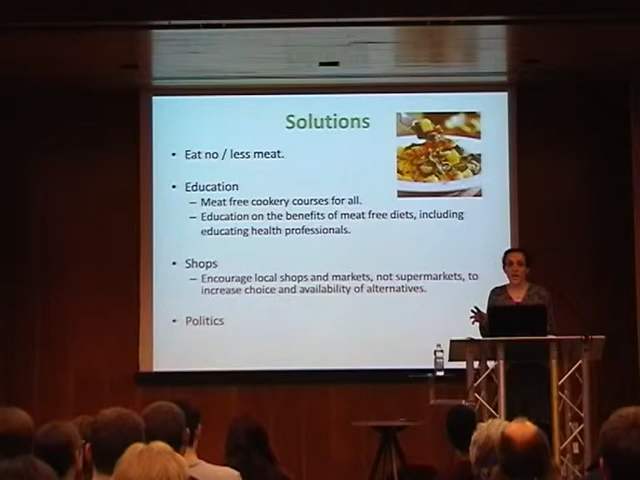 Solutions
• Eat no / less meat.
• Education
– Meat free cookery courses for all.
– Education on the benefits of meat free diets, including
educating health professionals.
• Shops
– Encourage local shops and markets, not supermarkets, to
increase choice and availability of alternatives.
• Politics